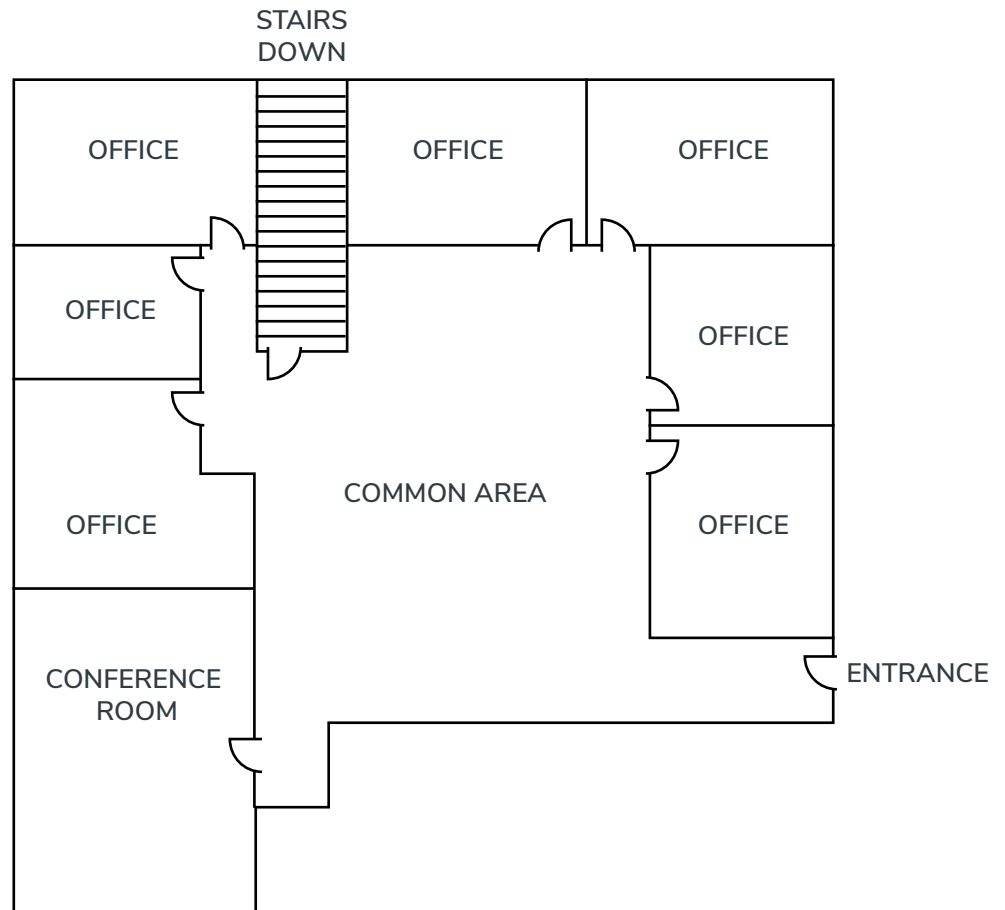 STAIRS
DOWN
OFFICE
OFFICE
OFFICE
OFFICE
OFFICE
COMMON AREA
OFFICE
OFFICE
CONFERENCE
ROOM
ENTRANCE